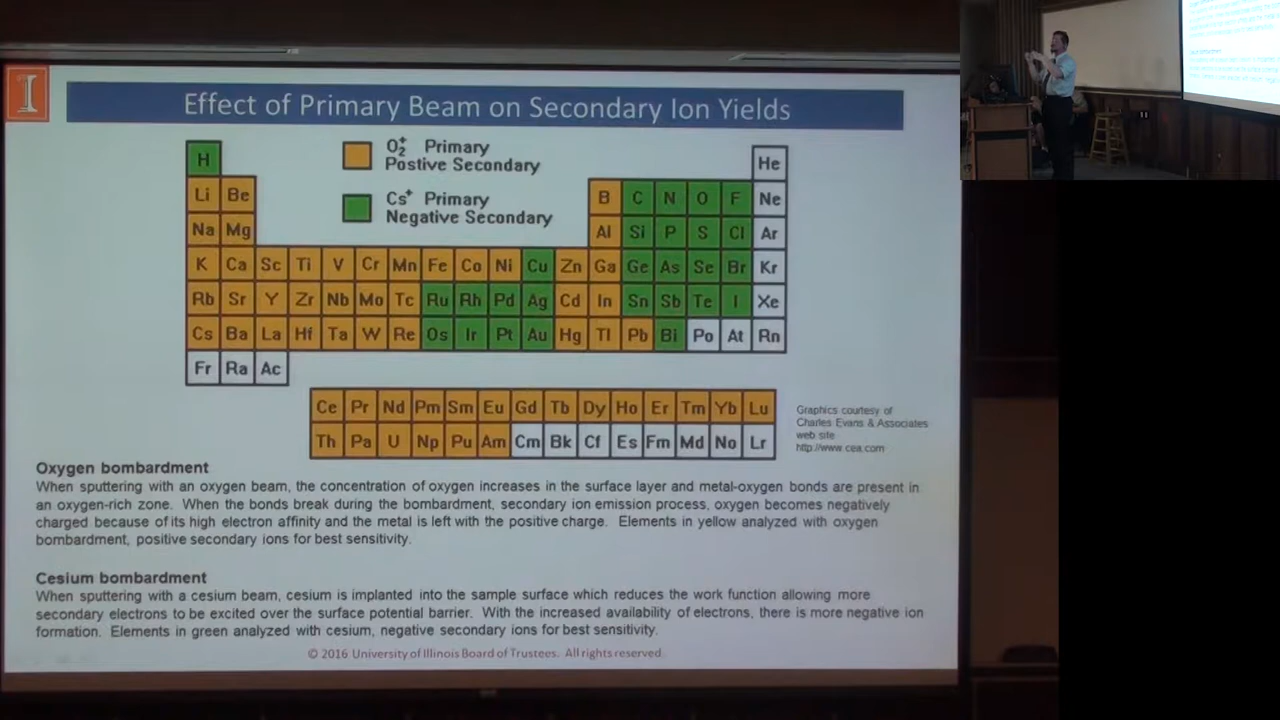 I
Effect of Primary Beam on Secondary Ion Yields
O₂⁺ Primary
Postive Secondary
Cs⁺ Primary
Negative Secondary
H He
Li Be B C N O F Ne
Na Mg Al Si P S Cl Ar
K Ca Sc Ti V Cr Mn Fe Co Ni Cu Zn Ga Ge As Se Br Kr
Rb Sr Y Zr Nb Mo Tc Ru Rh Pd Ag Cd In Sn Sb Te I Xe
Cs Ba La Hf Ta W Re Os Ir Pt Au Hg Tl Pb Bi Po At Rn
Fr Ra Ac
Ce Pr Nd Pm Sm Eu Gd Tb Dy Ho Er Tm Yb Lu
Th Pa U Np Pu Am Cm Bk Cf Es Fm Md No Lr
Graphics courtesy of
Charles Evans & Associates
web site
http://www.cea.com
Oxygen bombardment
When sputtering with an oxygen beam, the concentration of oxygen increases in the surface layer and metal-oxygen bonds are present in
an oxygen-rich zone. When the bonds break during the bombardment, secondary ion emission process, oxygen becomes negatively
charged because of its high electron affinity and the metal is left with the positive charge. Elements in yellow analyzed with oxygen
bombardment, positive secondary ions for best sensitivity.
Cesium bombardment
When sputtering with a cesium beam, cesium is implanted into the sample surface which reduces the work function allowing more
secondary electrons to be excited over the surface potential barrier. With the increased availability of electrons, there is more negative ion
formation. Elements in green analyzed with cesium, negative secondary ions for best sensitivity.
© 2016 University of Illinois Board of Trustees. All rights reserved.